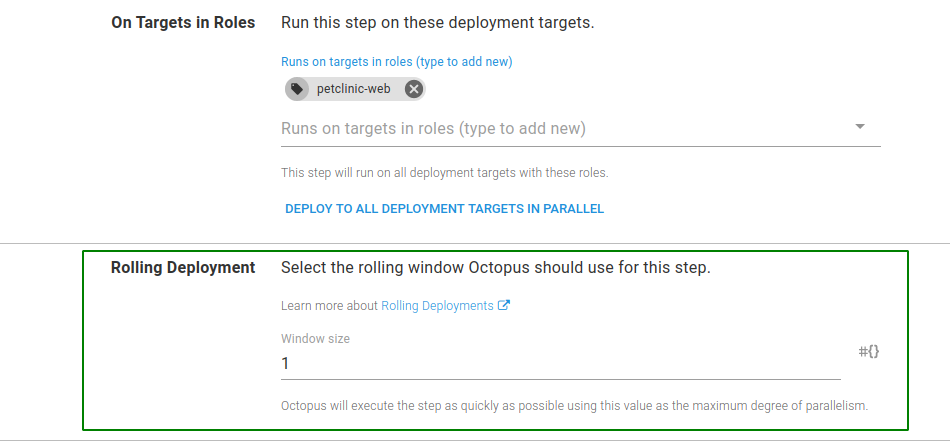 On Targets in Roles Run this step on these deployment targets.
Runs on targets in roles (type to add new)
petclinic-web
Runs on targets in roles (type to add new)
This step will run on all deployment targets with these roles.
DEPLOY TO ALL DEPLOYMENT TARGETS IN PARALLEL
Rolling Deployment Select the rolling window Octopus should use for this step.
Learn more about Rolling Deployments
Window size
1 #{}
Octopus will execute the step as quickly as possible using this value as the maximum degree of parallelism.